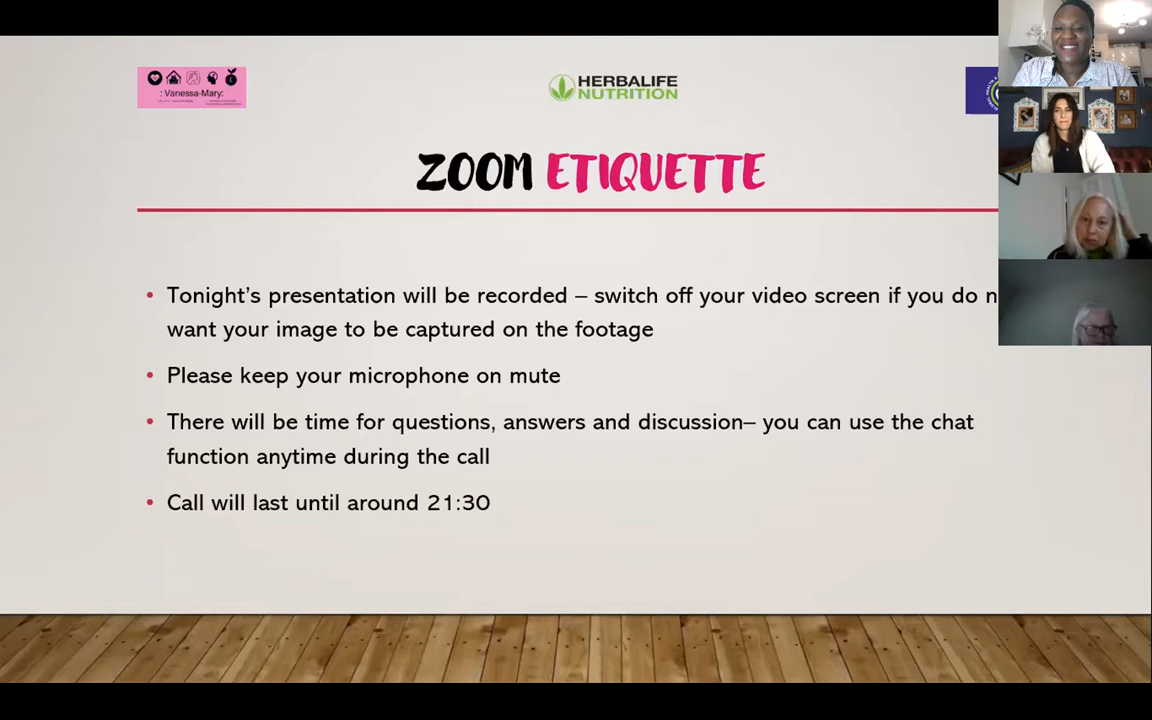 : Vanessa-Mary:
HERBALIFE
NUTRITION
ZOOM ETIQUETTE
• Tonight's presentation will be recorded – switch off your video screen if you do n
want your image to be captured on the footage
• Please keep your microphone on mute
• There will be time for questions, answers and discussion– you can use the chat
function anytime during the call
• Call will last until around 21:30